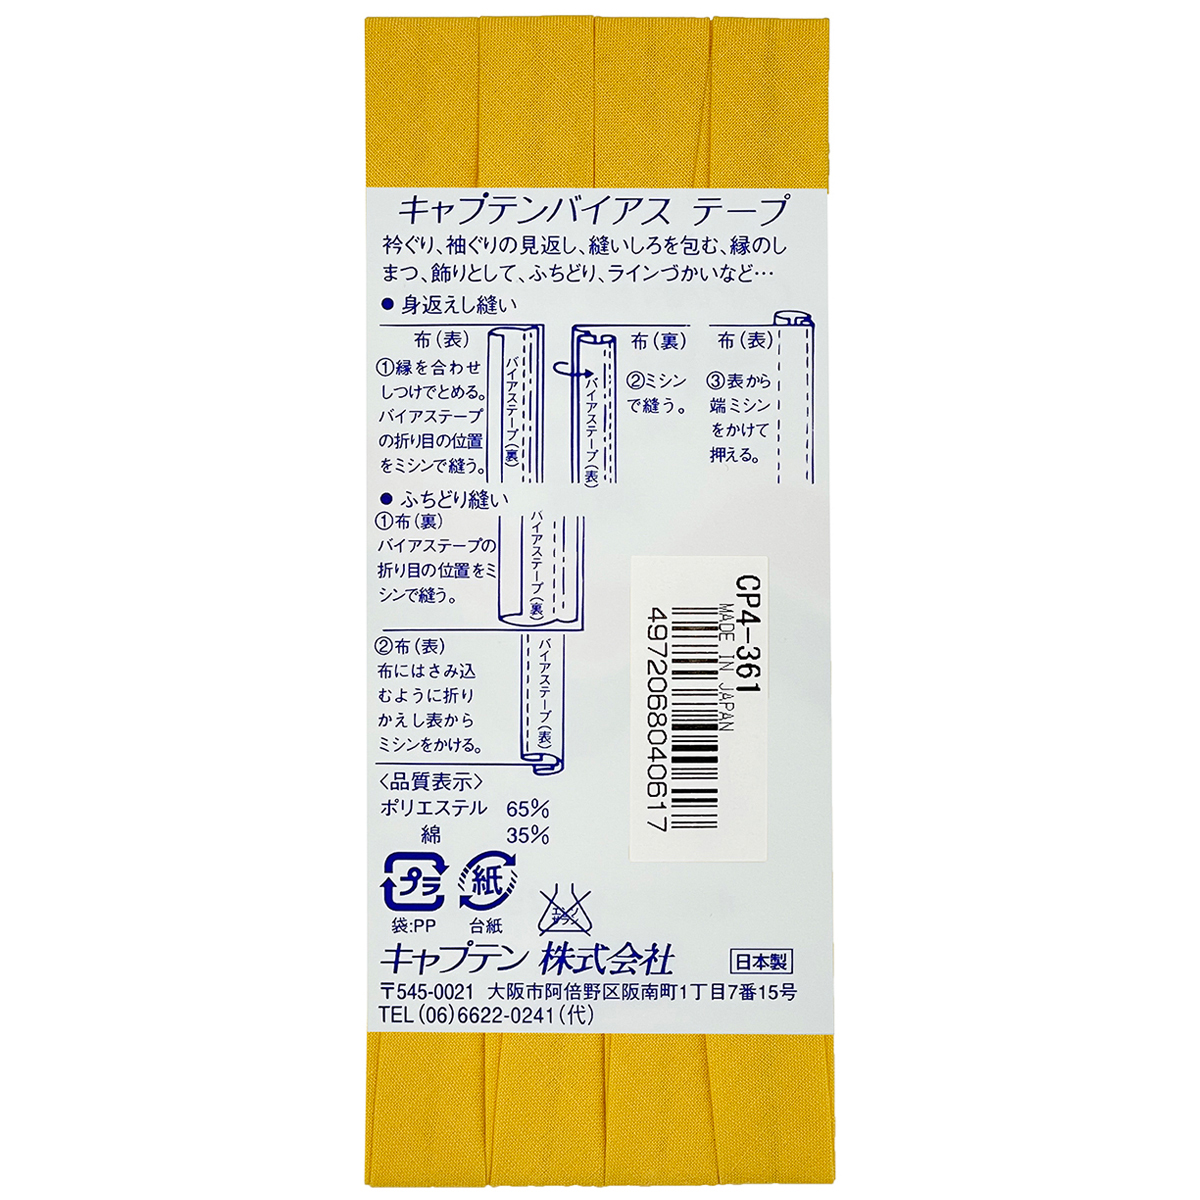 キャプテンバイアス テープ
衿ぐり、袖ぐりの見返し、縫いしろを包む、縁のし
まつ、飾りとして、ふちどり、ラインづかいなど…
● 身返えし縫い
布(表)
①縁を合わせ
しつけでとめる。
バイアステープ
の折り目の位置
をミシンで縫う。
バイアステープ(裏)
布(裏)
②ミシン
で縫う。
バイアステープ(表)
布(表)
③表から
端ミシン
をかけて
押える。
● ふちどり縫い
①布(裏)
バイアステープの
折り目の位置をミ
シンで縫う。
バイアステープ(裏)
②布(表)
布にはさみ込
むように折り
かえし表から
ミシンをかける。
バイアステープ(表)
〈品質表示〉
ポリエステル 65%
綿 35%
プラ
袋:PP
紙
台紙
エンソ
サラシ
CP4-361
MADE IN JAPAN
4972068040617
キャプテン 株式会社
日本製
〒545-0021 大阪市阿倍野区阪南町1丁目7番15号
TEL(06)6622-0241(代)